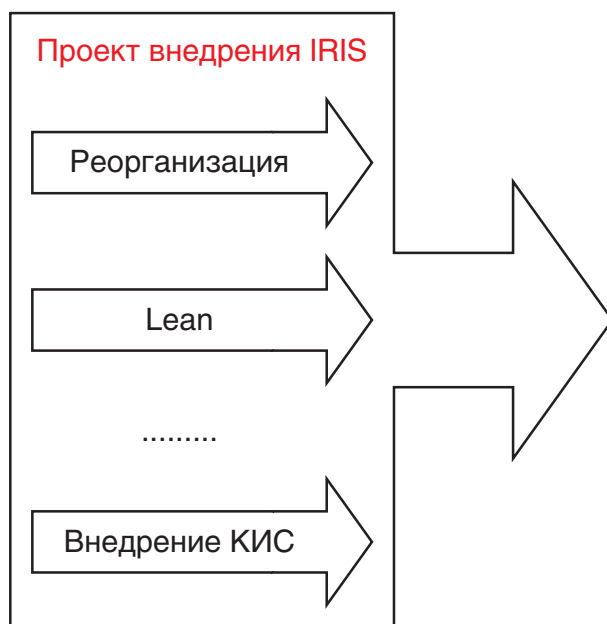 Проект внедрения IRIS
Реорганизация
Lean
.........
Внедрение КИС